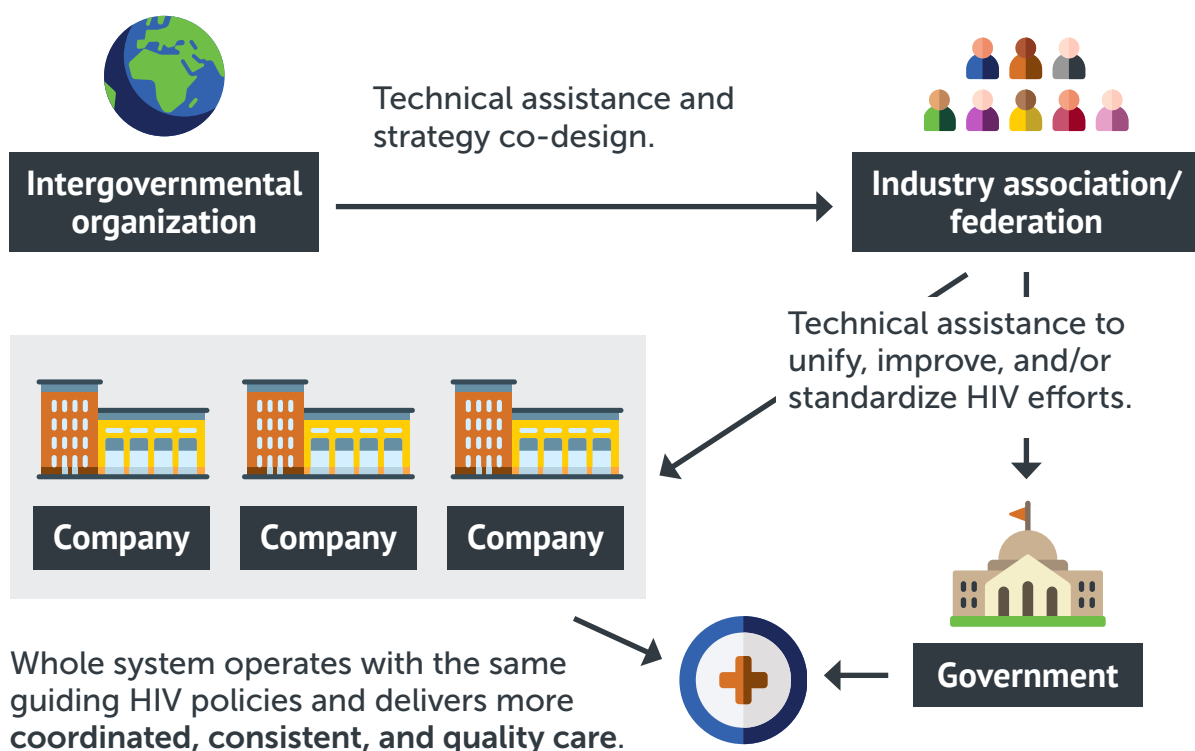 Technical assistance and
strategy co-design.
Intergovernmental
organization
Industry association/
federation
Technical assistance to
unify, improve, and/or
standardize HIV efforts.
Company
Company
Company
Government
Whole system operates with the same
guiding HIV policies and delivers more
coordinated, consistent, and quality care.